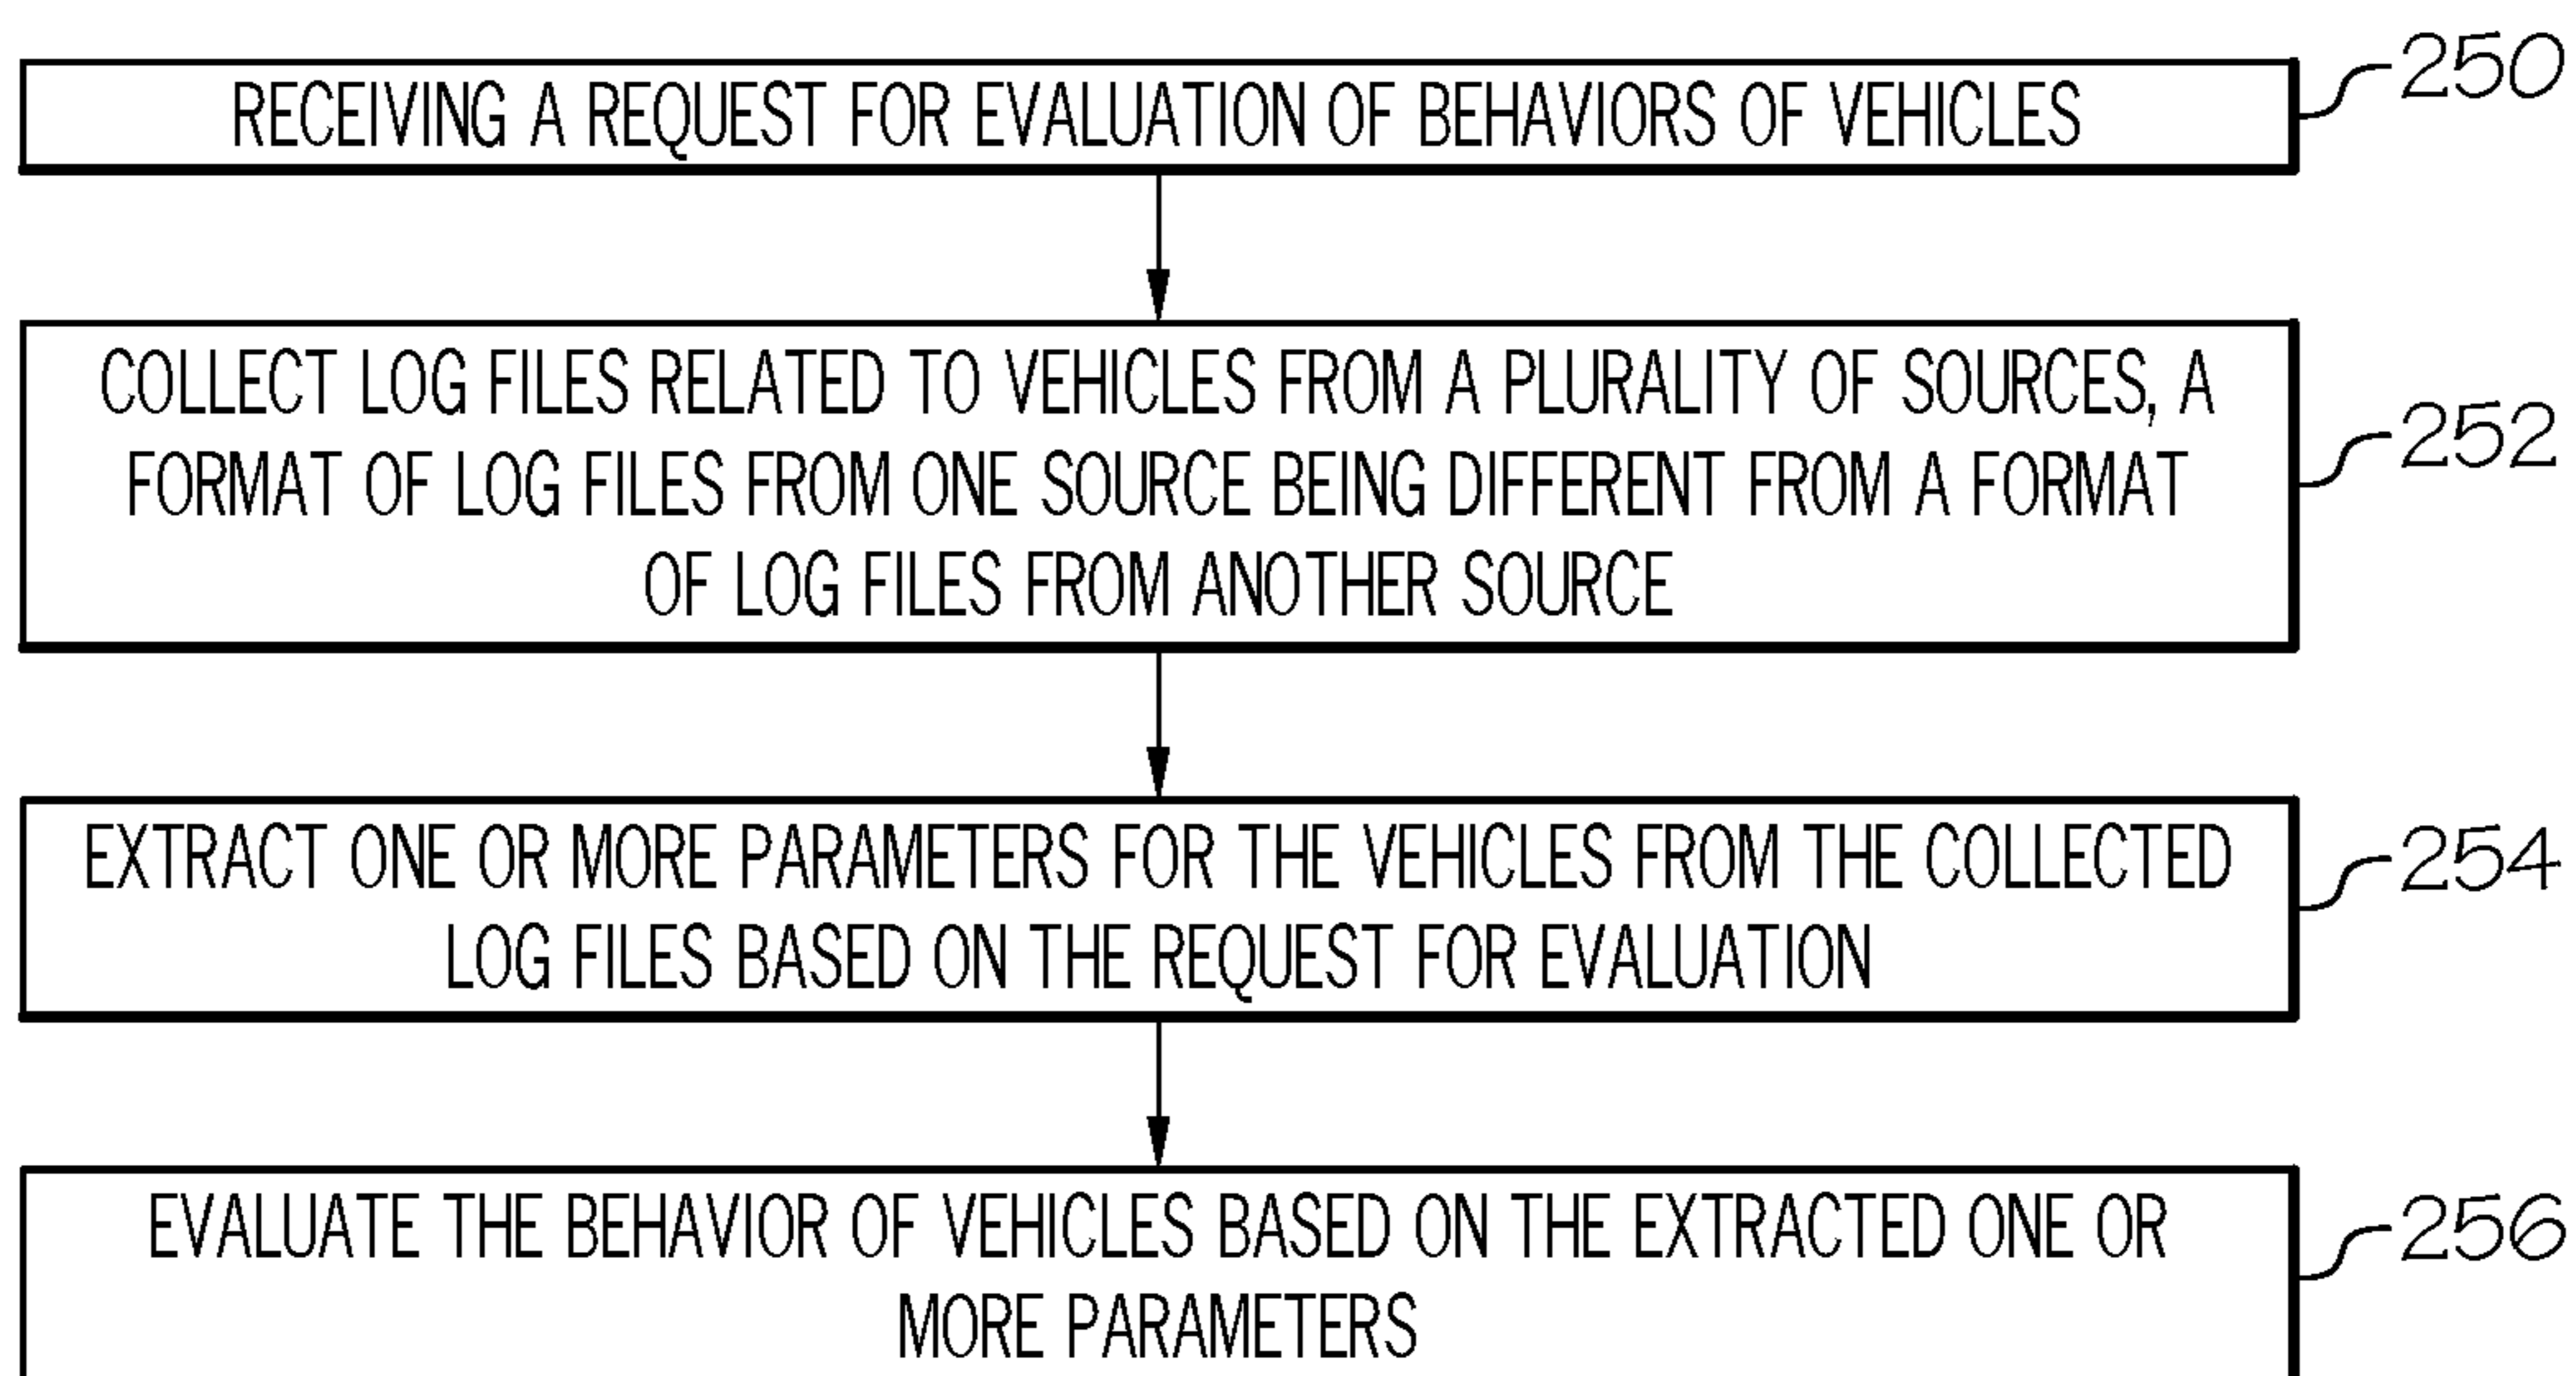 RECEIVING A REQUEST FOR EVALUATION OF BEHAVIORS OF VEHICLES
250
COLLECT LOG FILES RELATED TO VEHICLES FROM A PLURALITY OF SOURCES, A
FORMAT OF LOG FILES FROM ONE SOURCE BEING DIFFERENT FROM A FORMAT
OF LOG FILES FROM ANOTHER SOURCE
252
EXTRACT ONE OR MORE PARAMETERS FOR THE VEHICLES FROM THE COLLECTED
LOG FILES BASED ON THE REQUEST FOR EVALUATION
254
EVALUATE THE BEHAVIOR OF VEHICLES BASED ON THE EXTRACTED ONE OR
MORE PARAMETERS
256